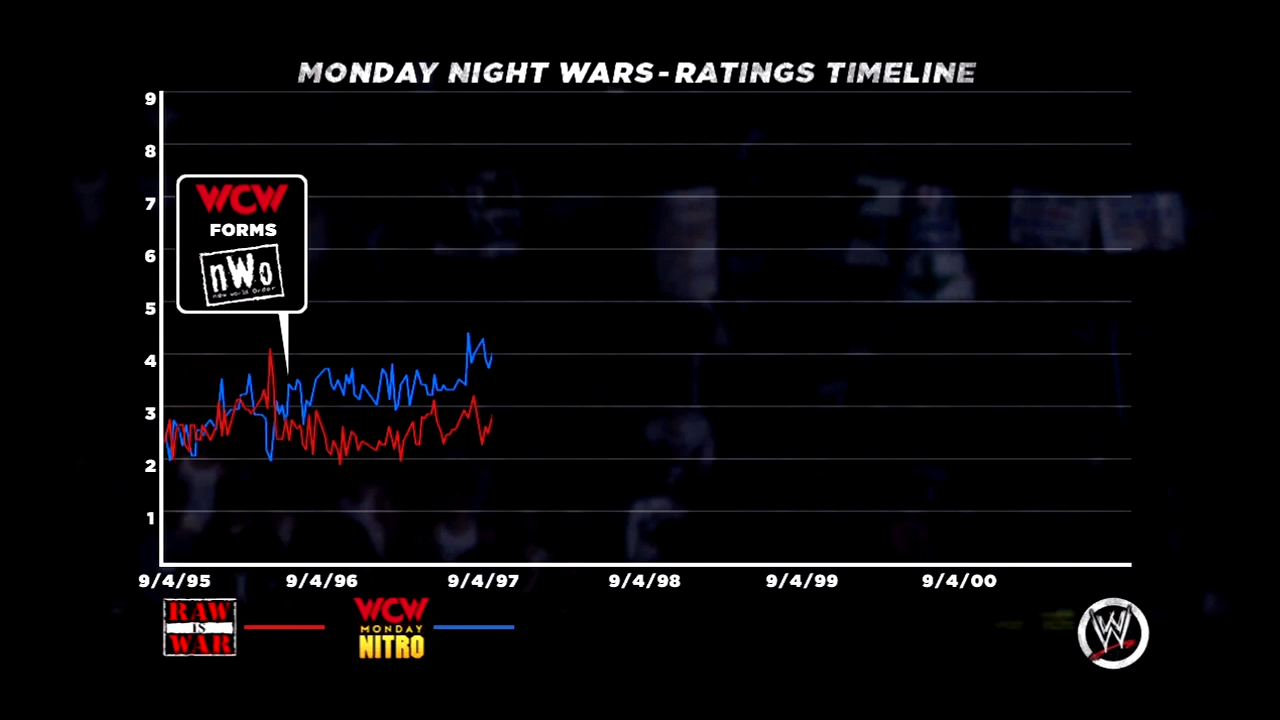 MONDAY NIGHT WARS - RATINGS TIMELINE
9
8
7
6
5
4
3
2
1
WCW
FORMS
nWo
new world Order
9/4/95 9/4/96 9/4/97 9/4/98 9/4/99 9/4/00
RAW
IS
WAR
WCW
MONDAY
NITRO
W